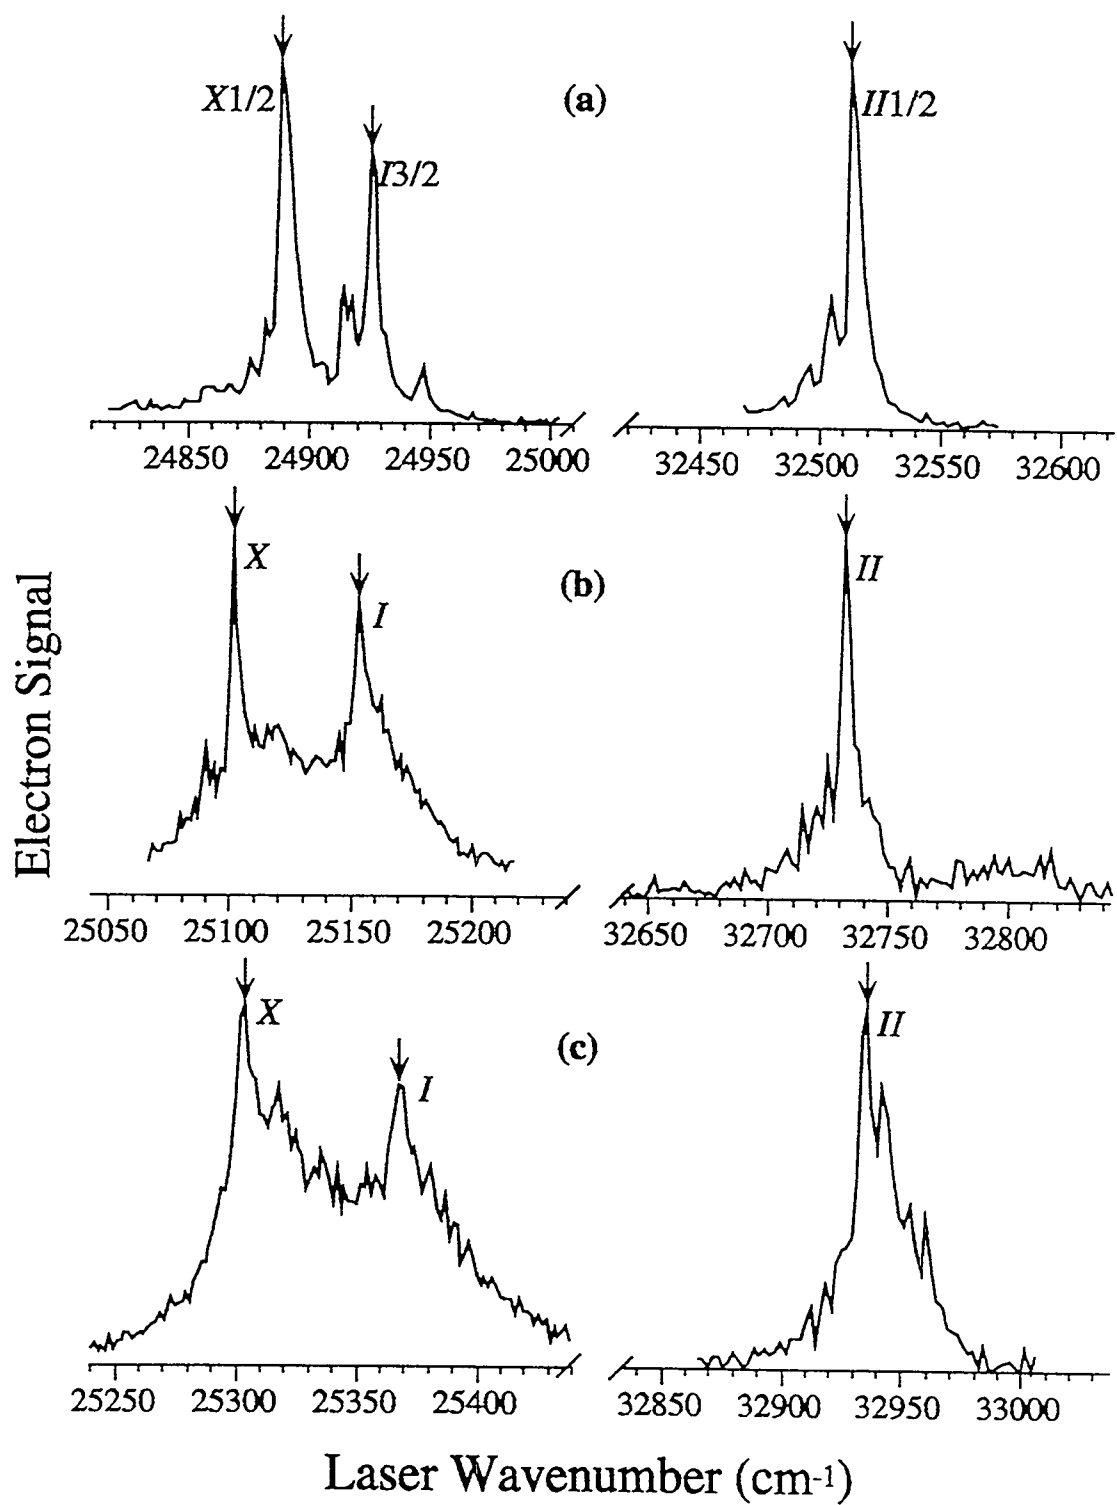 X1/2
I3/2
(a)
II1/2
24850 24900 24950 25000
32450 32500 32550 32600
X
I
(b)
II
25050 25100 25150 25200
32650 32700 32750 32800
X
I
(c)
II
25250 25300 25350 25400
32850 32900 32950 33000
Electron Signal
Laser Wavenumber (cm-1)